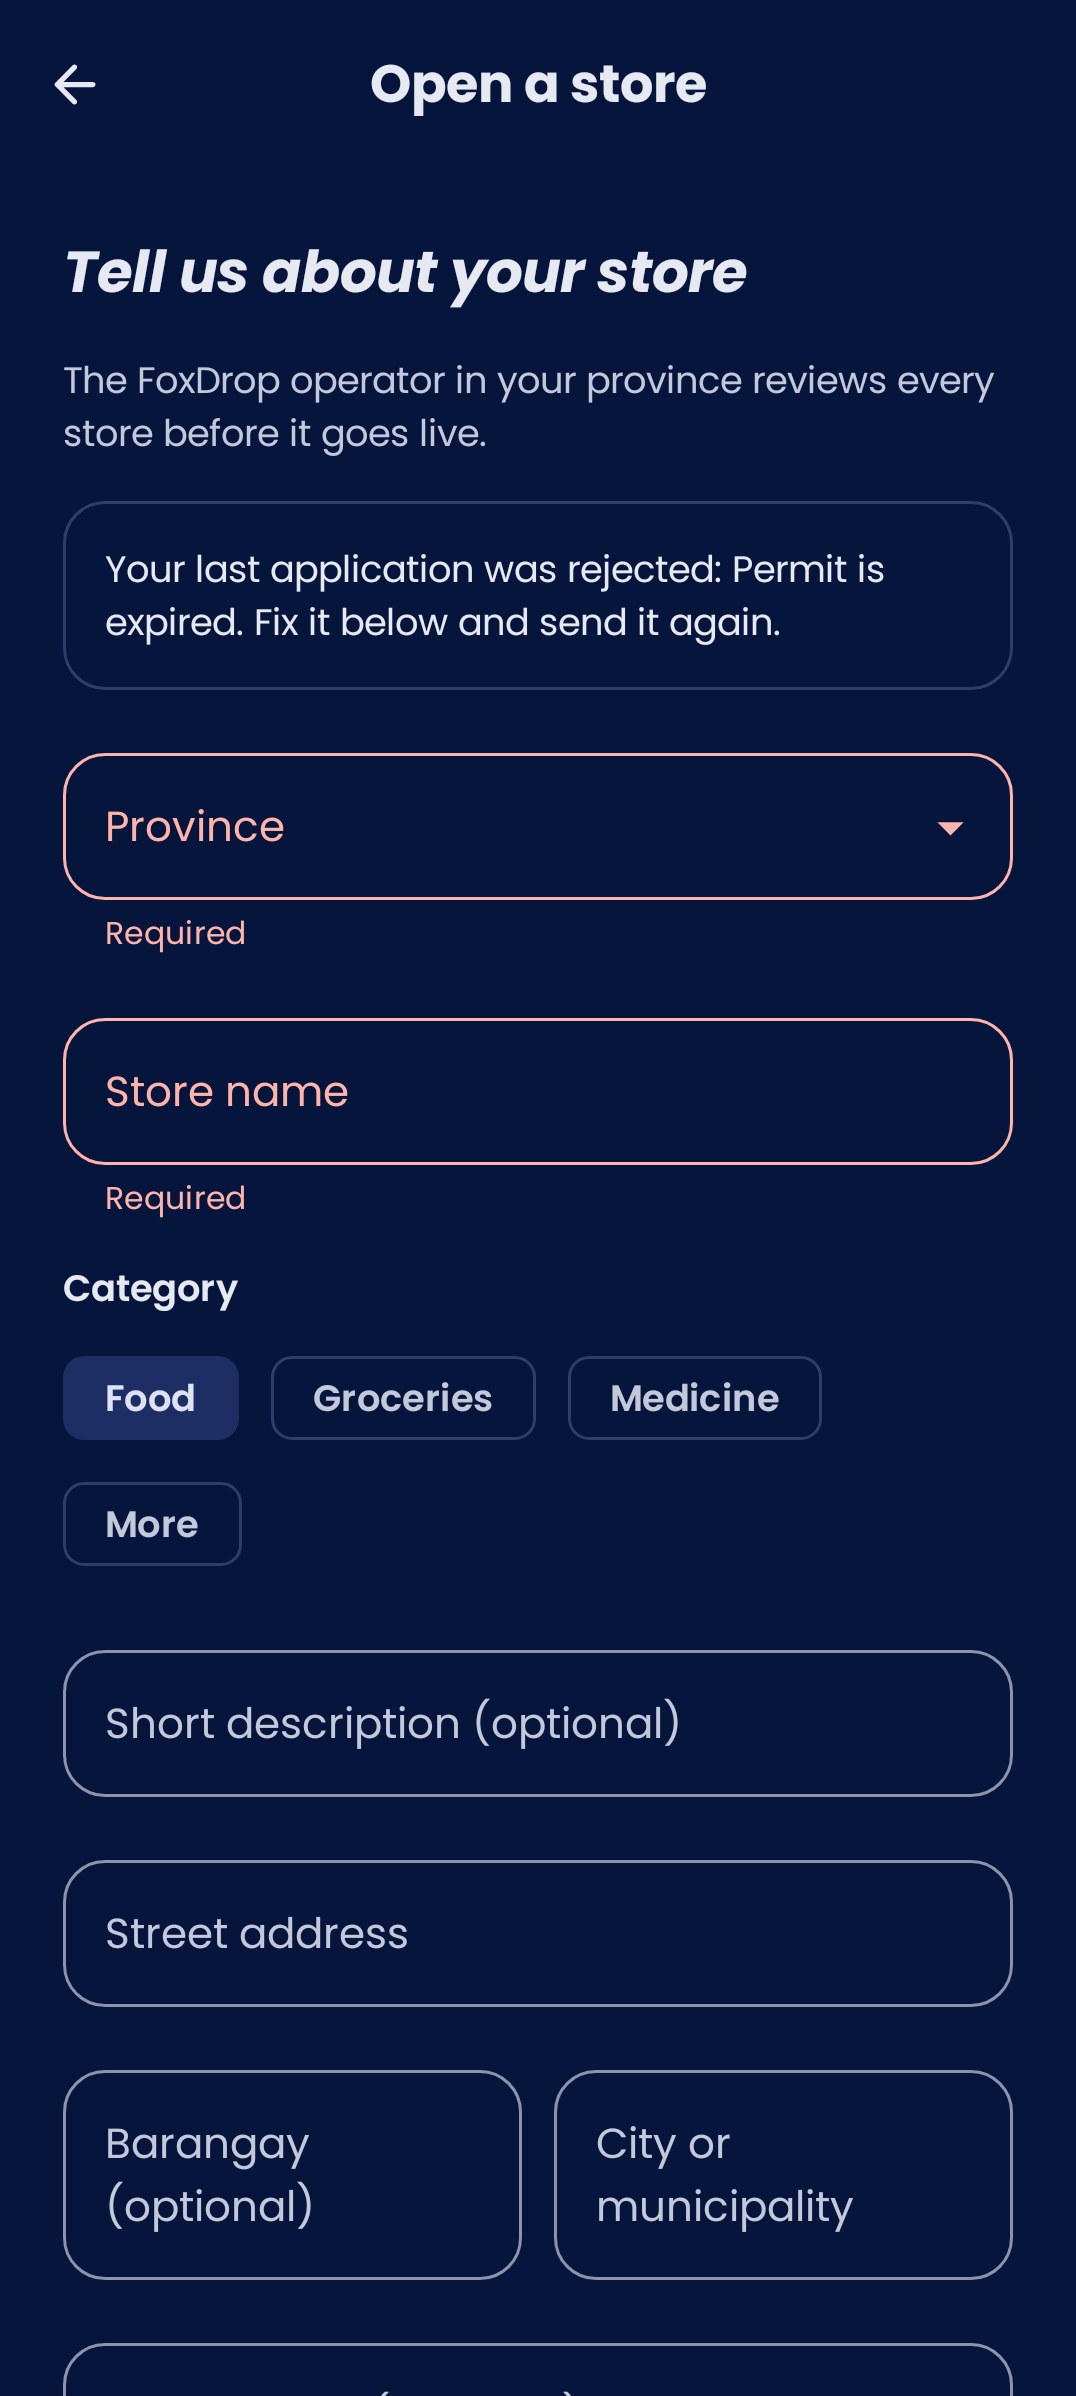 Open a store
Tell us about your store
The FoxDrop operator in your province reviews every
store before it goes live.
Your last application was rejected: Permit is
expired. Fix it below and send it again.
Province
Required
Store name
Required
Category
Food
Groceries
Medicine
More
Short description (optional)
Street address
Barangay
(optional)
City or
municipality